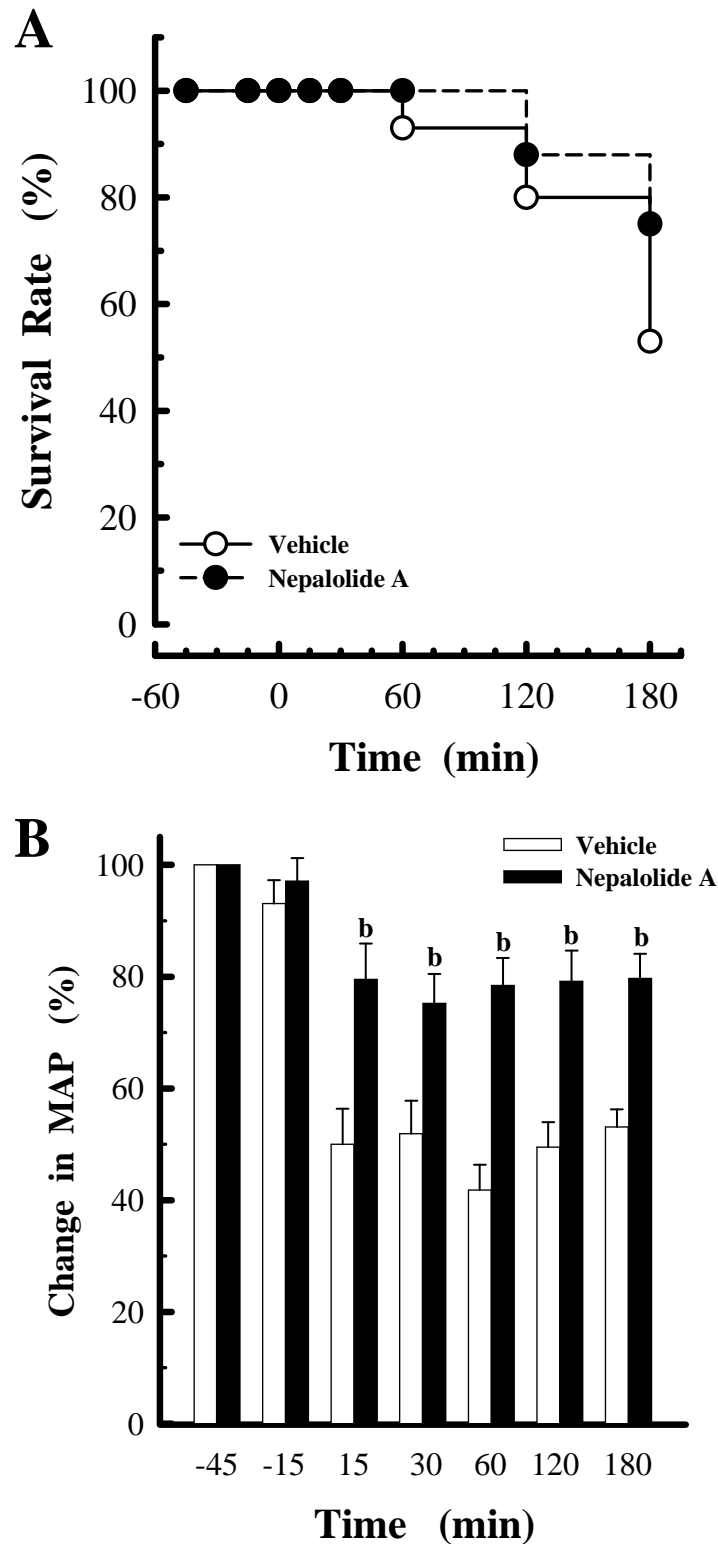 A
100
80
60
40
20
0
Survival Rate (%)
Vehicle
Nepalolide A
-60 0 60 120 180
Time (min)
B
100
80
60
40
20
0
Change in MAP (%)
Vehicle
Nepalolide A
b b b b b
-45 -15 15 30 60 120 180
Time (min)